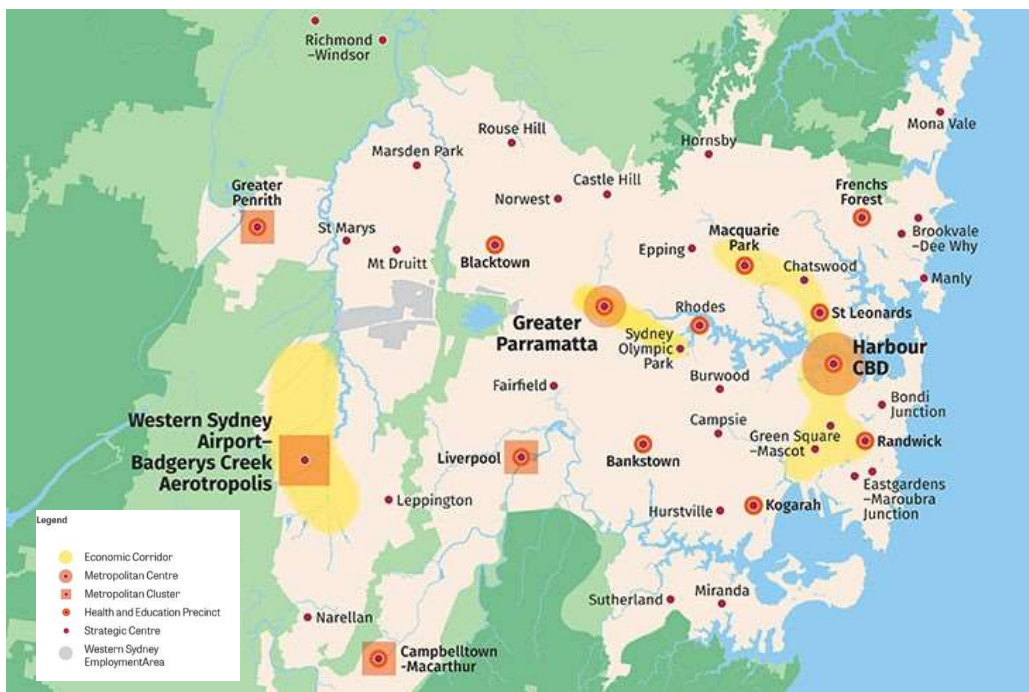 Richmond
–Windsor
Mona Vale
Rouse Hill
Hornsby
Marsden Park
Castle Hill
Greater
Penrith
Norwest
Frenchs
Forest
St Marys
Macquarie
Park
Brookvale
–Dee Why
Mt Druitt
Blacktown
Epping
Chatswood
Manly
Greater
Parramatta
Rhodes
St Leonards
Sydney
Olympic
Park
Harbour
CBD
Fairfield
Burwood
Bondi
Junction
Western Sydney
Airport–
Badgerys Creek
Aerotropolis
Campsie
Green Square
–Mascot
Randwick
Liverpool
Bankstown
Eastgardens
–Maroubra
Junction
Leppington
Hurstville
Kogarah
Legend
Economic Corridor
Metropolitan Centre
Metropolitan Cluster
Health and Education Precinct
Strategic Centre
Western Sydney
EmploymentArea
Narellan
Sutherland
Miranda
Campbelltown
-Macarthur